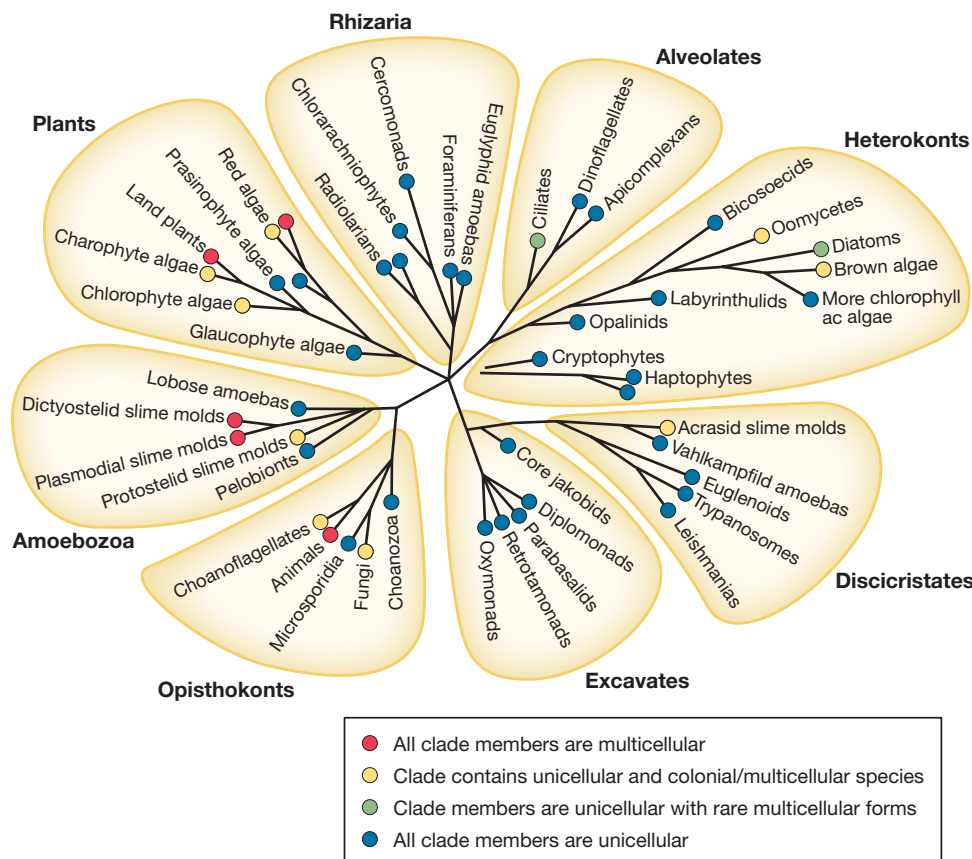 Rhizaria
Radiolarians
Chlorarachniophytes
Cercomonads
Foraminiferans
Euglyphid amoebas
Alveolates
Ciliates
Dinoflagellates
Apicomplexans
Heterokonts
Bicosoecids
Oomycetes
Diatoms
Brown algae
More chlorophyll
ac algae
Labyrinthulids
Opalinids
Cryptophytes
Haptophytes
Plants
Red algae
Prasinophyte algae
Land plants
Charophyte algae
Chlorophyte algae
Glaucophyte algae
Lobose amoebas
Dictyostelid slime molds
Plasmodial slime molds
Protostelid slime molds
Pelobionts
Amoebozoa
Choanoflagellates
Animals
Microsporidia
Fungi
Choanozoa
Opisthokonts
Core jakobids
Diplomonads
Parabasalids
Retrotamonads
Oxymonads
Excavates
Acrasid slime molds
Vahlkampfild amoebas
Euglenoids
Trypanosomes
Leishmanias
Discicristates
All clade members are multicellular
Clade contains unicellular and colonial/multicellular species
Clade members are unicellular with rare multicellular forms
All clade members are unicellular